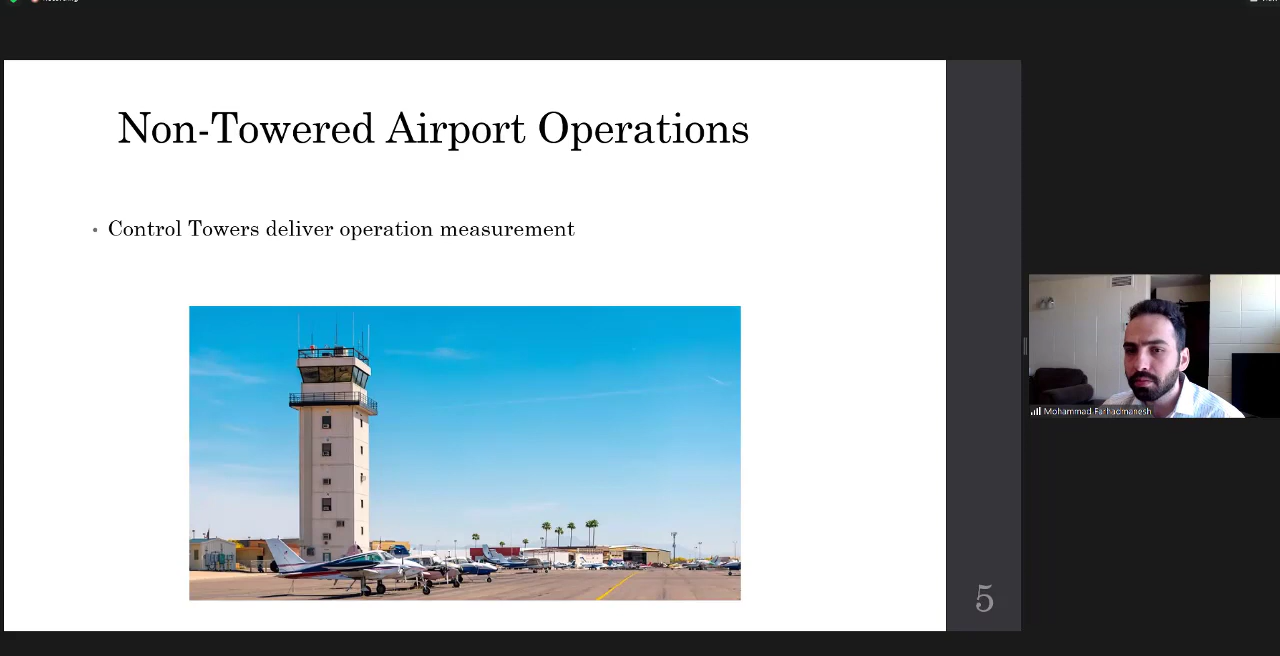 Non-Towered Airport Operations
• Control Towers deliver operation measurement
5
Mohammad Farhadmanesh